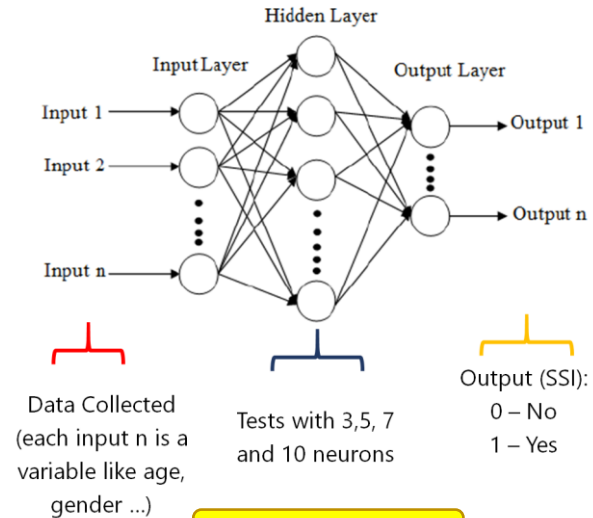 Hidden Layer
Input Layer
Output Layer
Input 1
Output 1
Input 2
Output n
Input n
Data Collected
(each input n is a
variable like age,
gender ...)
Tests with 3,5, 7
and 10 neurons
Output (SSI):
0 – No
1 – Yes